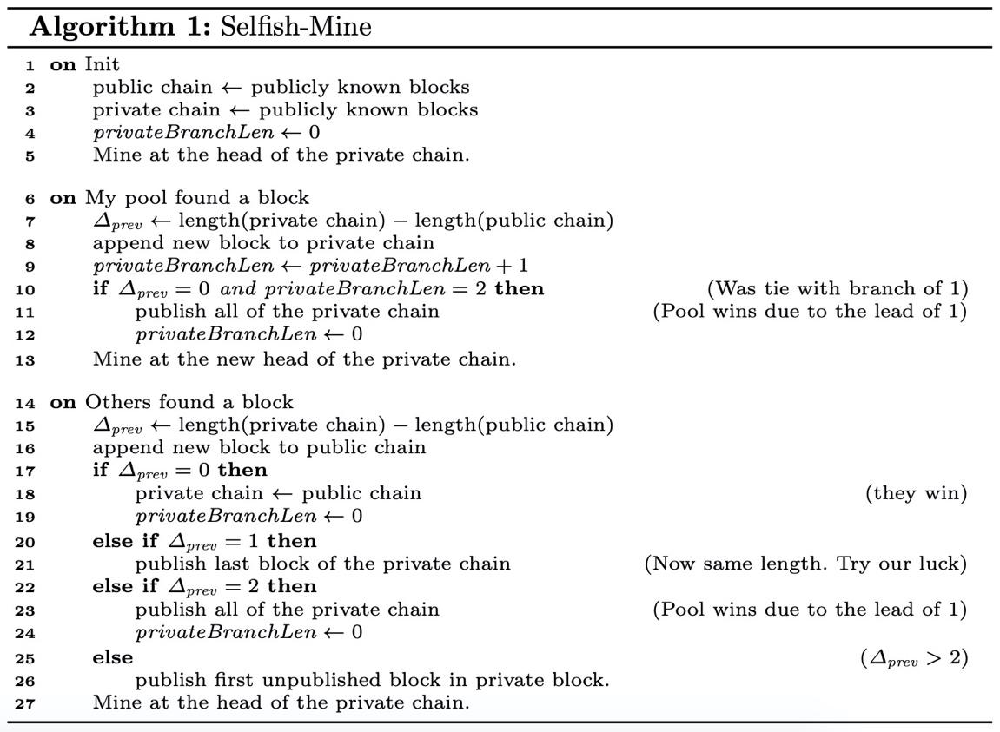 Algorithm 1: Selfish-Mine
1 on Init
2 public chain ← publicly known blocks
3 private chain ← publicly known blocks
4 privateBranchLen ← 0
5 Mine at the head of the private chain.
6 on My pool found a block
7 Δprev ← length(private chain) − length(public chain)
8 append new block to private chain
9 privateBranchLen ← privateBranchLen + 1
10 if Δprev = 0 and privateBranchLen = 2 then (Was tie with branch of 1)
11 publish all of the private chain (Pool wins due to the lead of 1)
12 privateBranchLen ← 0
13 Mine at the new head of the private chain.
14 on Others found a block
15 Δprev ← length(private chain) − length(public chain)
16 append new block to public chain
17 if Δprev = 0 then
18 private chain ← public chain (they win)
19 privateBranchLen ← 0
20 else if Δprev = 1 then
21 publish last block of the private chain (Now same length. Try our luck)
22 else if Δprev = 2 then
23 publish all of the private chain (Pool wins due to the lead of 1)
24 privateBranchLen ← 0
25 else (Δprev > 2)
26 publish first unpublished block in private block.
27 Mine at the head of the private chain.